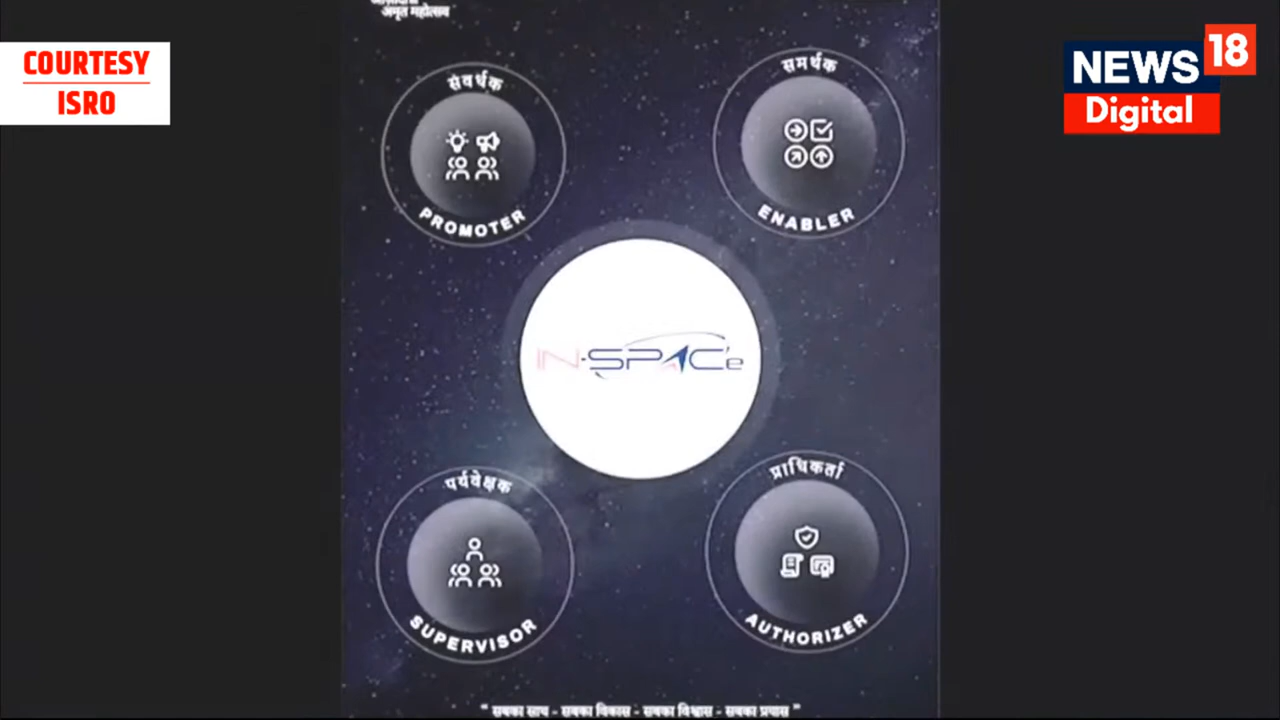 अमृत महोत्सव
COURTESY
ISRO
NEWS 18
Digital
संवर्धक
PROMOTER
समर्थक
ENABLER
IN-SPACe
पर्यवेक्षक
SUPERVISOR
प्राधिकर्ता
AUTHORIZER
" सबका साथ - सबका विकास - सबका विश्वास - सबका प्रयास "